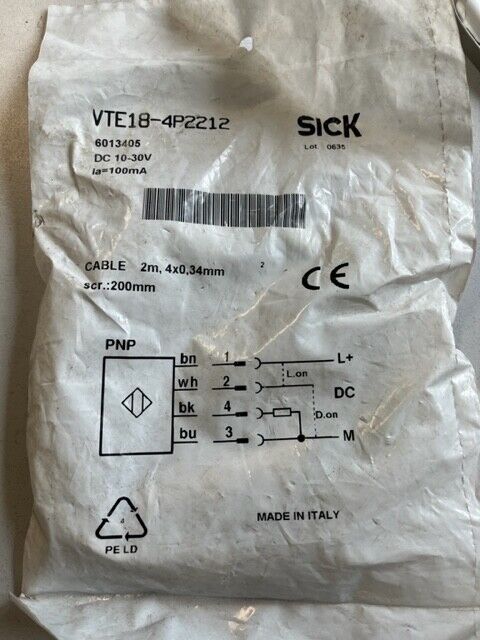 VTE18-4P2212
SICK
6013405
Lot. 0635
DC 10-30V
Ia=100mA
CABLE 2m, 4x0,34mm 2
scr.:200mm
CE
PNP
bn 1 L+
L.on
wh 2 DC
bk 4 D.on
bu 3 M
4
PE LD
MADE IN ITALY